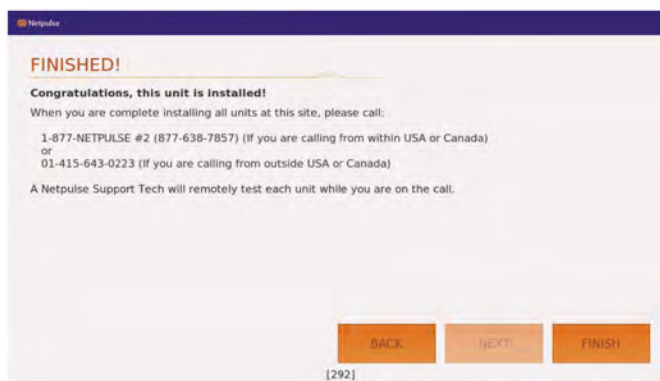 Netpulse
FINISHED!
Congratulations, this unit is installed!
When you are complete installing all units at this site, please call:
1-877-NETPULSE #2 (877-638-7857) (If you are calling from within USA or Canada)
or
01-415-643-0223 (If you are calling from outside USA or Canada)
A Netpulse Support Tech will remotely test each unit while you are on the call.
BACK NEXT FINISH
[292]